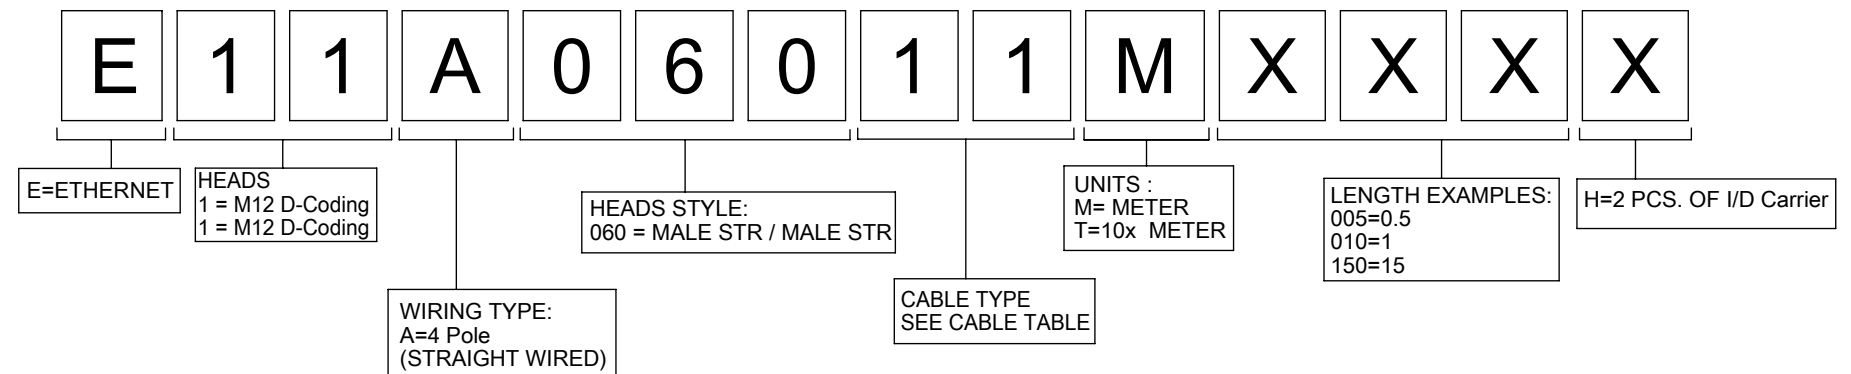 E 1 1 A 0 6 0 1 1 M X X X X
E=ETHERNET
HEADS
1 = M12 D-Coding
1 = M12 D-Coding
WIRING TYPE:
A=4 Pole
(STRAIGHT WIRED)
HEADS STYLE:
060 = MALE STR / MALE STR
CABLE TYPE
SEE CABLE TABLE
UNITS :
M= METER
T=10x METER
LENGTH EXAMPLES:
005=0.5
010=1
150=15
H=2 PCS. OF I/D Carrier